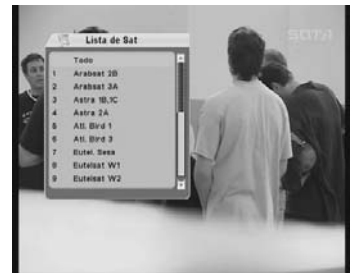 Lista de Sat
Todo
1 Arabsat 2B
2 Arabsat 3A
3 Astra 1B,1C
4 Astra 2A
5 Atl. Bird 1
6 Atl. Bird 3
7 Eutel. Sesa
8 Eutelsat W1
9 Eutelsat W2